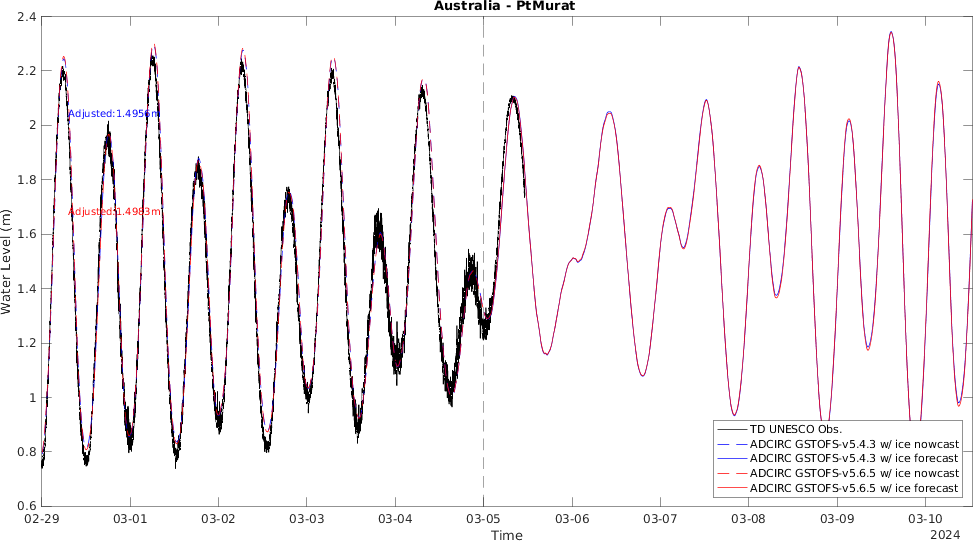 Australia - PtMurat
2.4
2.2
2
1.8
1.6
1.4
1.2
1
0.8
0.6
Water Level (m)
Adjusted:1.4956m
Adjusted:1.4983m
TD UNESCO Obs.
ADCIRC GSTOFS-v5.4.3 w/ ice nowcast
ADCIRC GSTOFS-v5.4.3 w/ ice forecast
ADCIRC GSTOFS-v5.6.5 w/ ice nowcast
ADCIRC GSTOFS-v5.6.5 w/ ice forecast
02-29 03-01 03-02 03-03 03-04 03-05 03-06 03-07 03-08 03-09 03-10
Time
2024